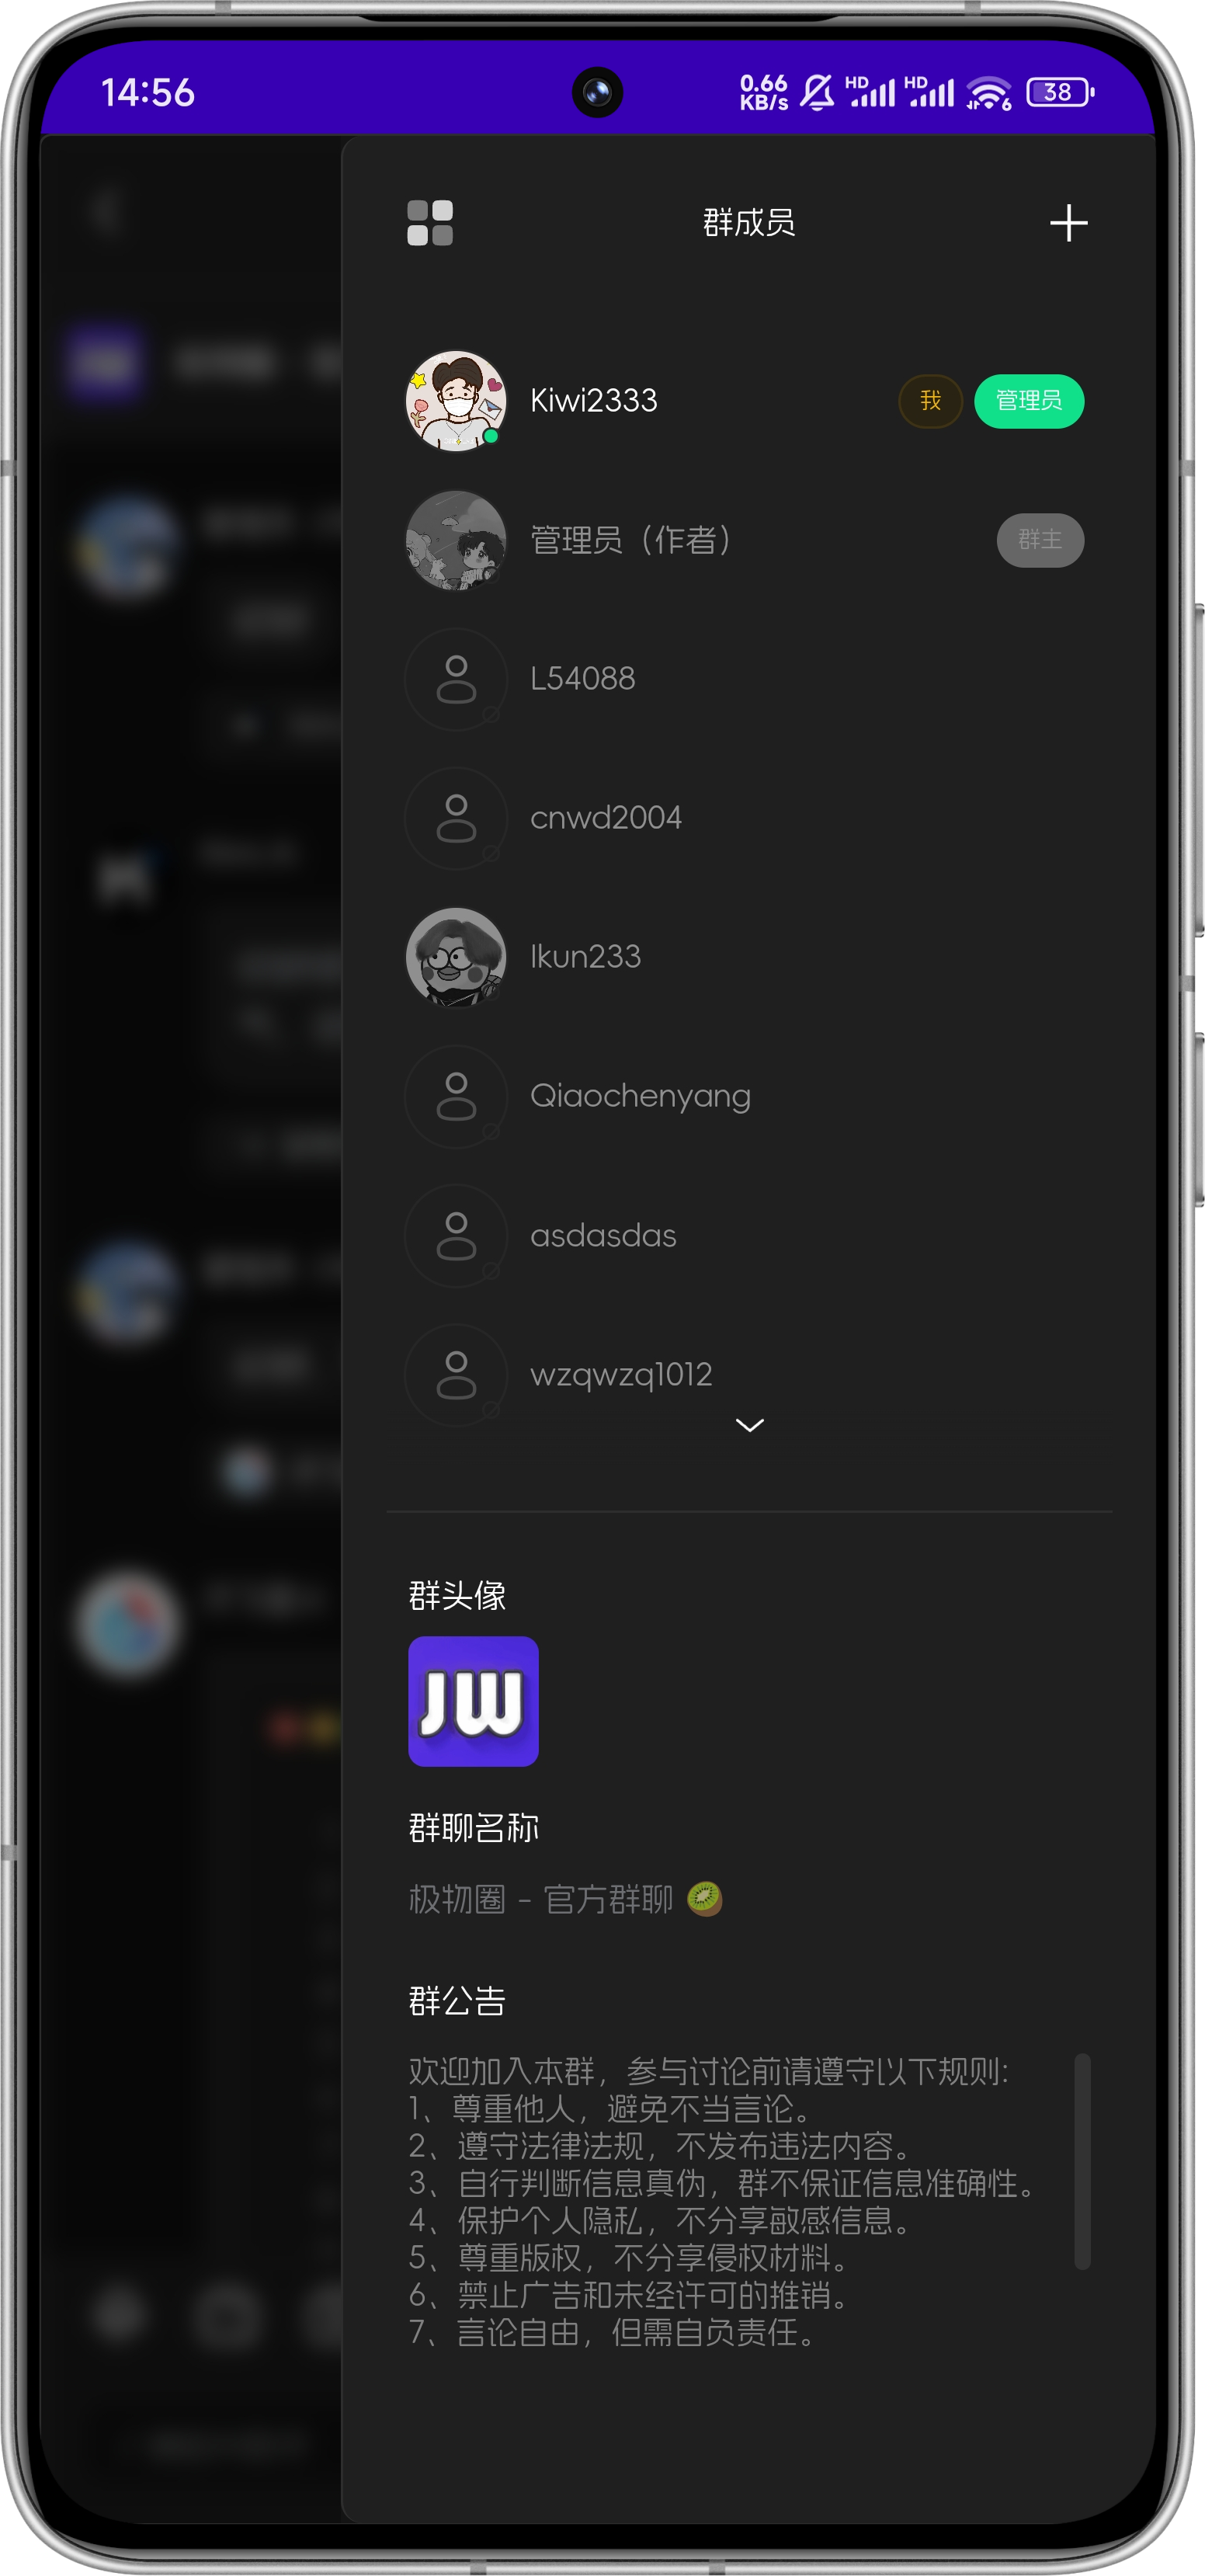 14:56
0.66
KB/s
HD
HD
6
38
群成员
Kiwi2333
我
管理员
管理员（作者）
群主
L54088
cnwd2004
Ikun233
Qiaochenyang
asdasdas
wzqwzq1012
群头像
JW
群聊名称
极物圈 - 官方群聊 🥝
群公告
欢迎加入本群，参与讨论前请遵守以下规则:
1、尊重他人，避免不当言论。
2、遵守法律法规，不发布违法内容。
3、自行判断信息真伪，群不保证信息准确性。
4、保护个人隐私，不分享敏感信息。
5、尊重版权，不分享侵权材料。
6、禁止广告和未经许可的推销。
7、言论自由，但需自负责任。